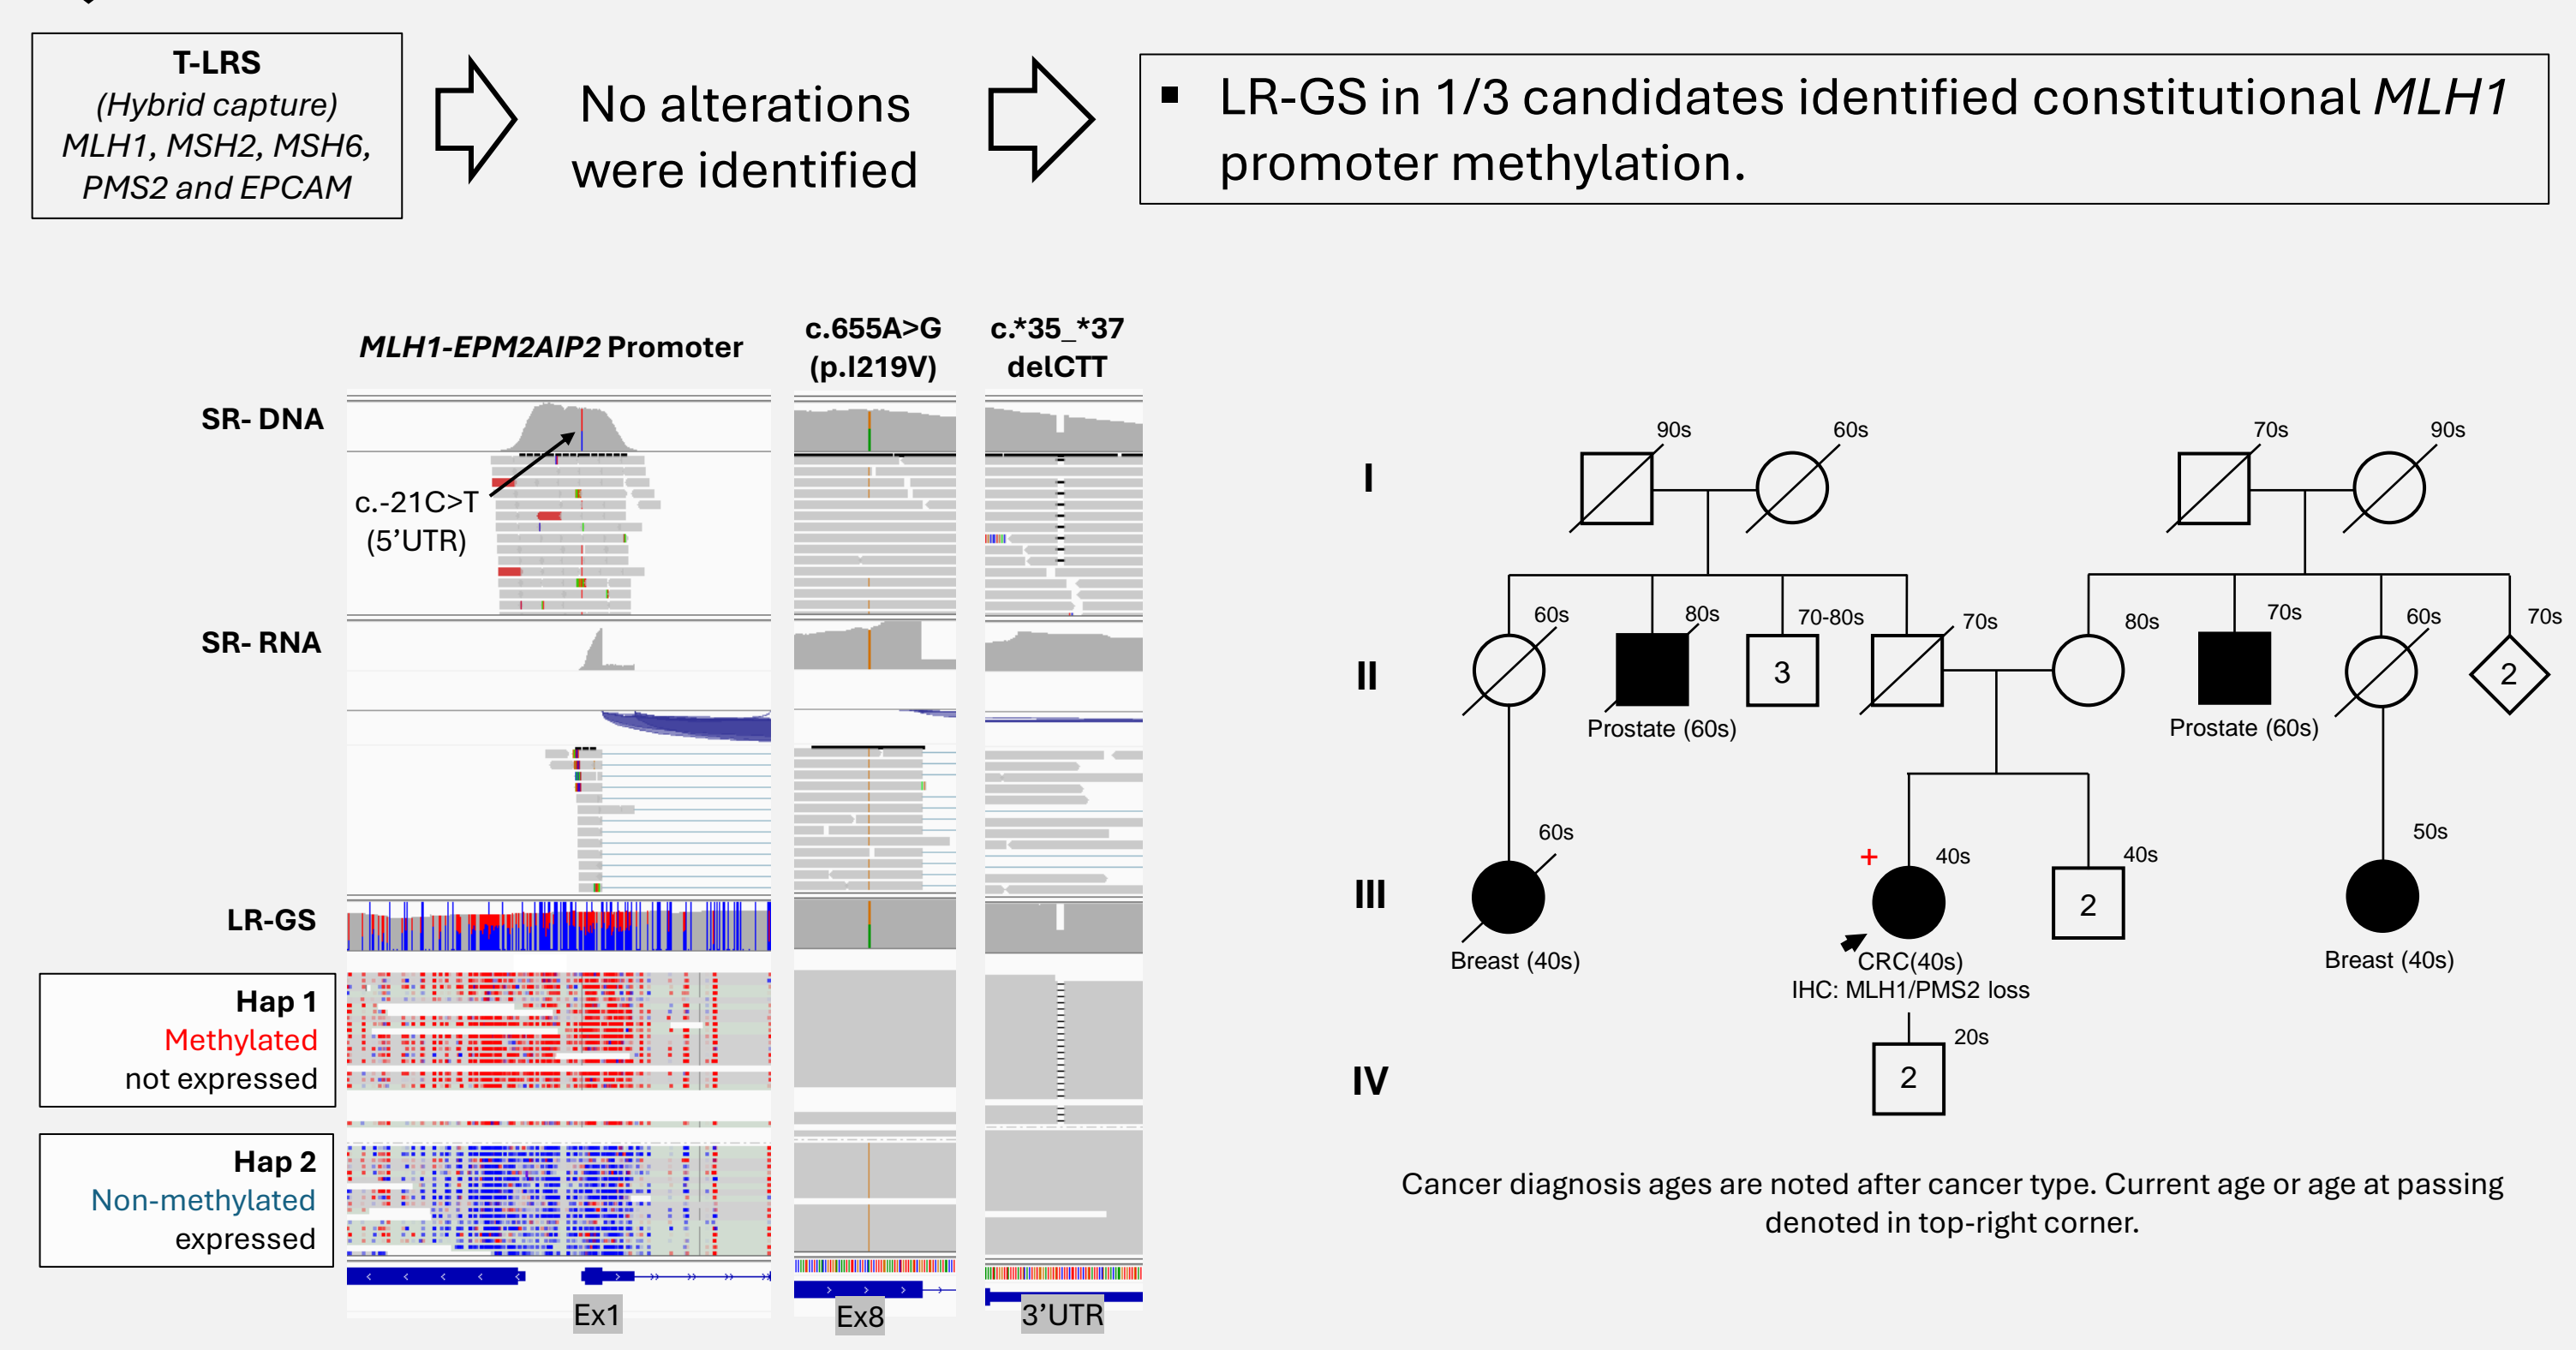 T-LRS
(Hybrid capture)
MLH1, MSH2, MSH6,
PMS2 and EPCAM
No alterations
were identified
▪ LR-GS in 1/3 candidates identified constitutional MLH1
promoter methylation.
MLH1-EPM2AIP2 Promoter
c.655A>G
(p.I219V)
c.*35_*37
delCTT
SR- DNA
c.-21C>T
(5’UTR)
SR- RNA
LR-GS
Hap 1
Methylated
not expressed
Hap 2
Non-methylated
expressed
Ex1
Ex8
3’UTR
I
90s
60s
70s
90s
II
60s
80s
70-80s
70s
80s
70s
60s
70s
3
2
Prostate (60s)
Prostate (60s)
III
60s
+
40s
40s
50s
2
Breast (40s)
CRC(40s)
IHC: MLH1/PMS2 loss
Breast (40s)
IV
20s
2
Cancer diagnosis ages are noted after cancer type. Current age or age at passing
denoted in top-right corner.